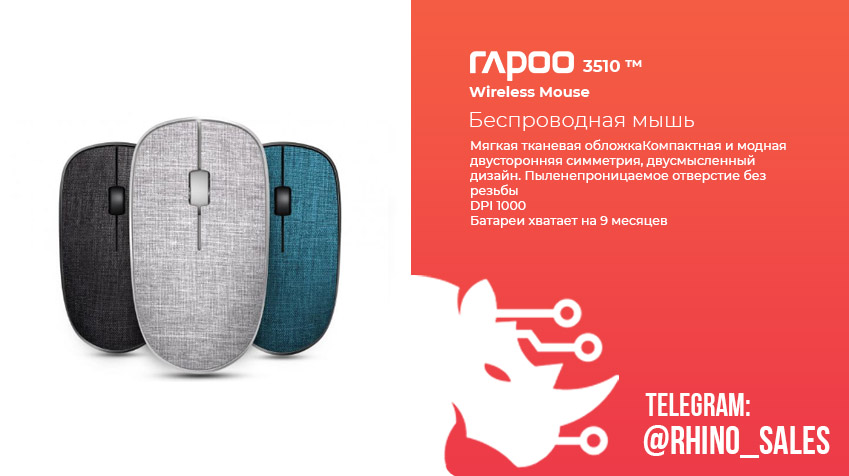 rapoo 3510 ™
Wireless Mouse
Беспроводная мышь
Мягкая тканевая обложкаКомпактная и модная
двусторонняя симметрия, двусмысленный
дизайн. Пыленепроницаемое отверстие без
резьбы
DPI 1000
Батареи хватает на 9 месяцев
TELEGRAM:
@RHINO_SALES